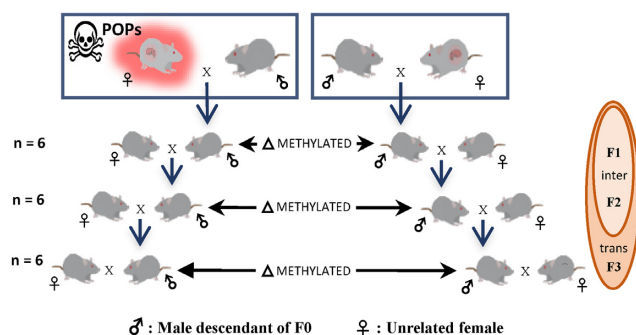 POPs
♀ X ♂ ♂ X ♀
n = 6 ♀ X ♂ Δ METHYLATED ♂ X ♀
n = 6 ♀ X ♂ Δ METHYLATED ♂ X ♀
n = 6 ♀ X ♂ Δ METHYLATED ♂ X ♀
F1
inter
F2
trans
F3
♂ : Male descendant of F0 ♀ : Unrelated female